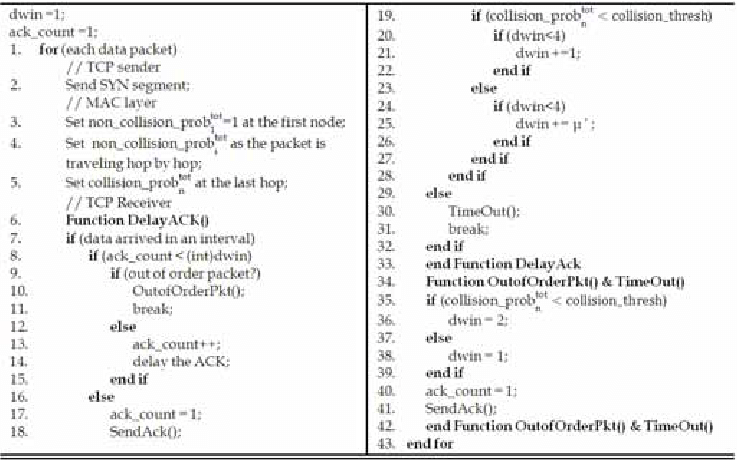 dwin =1;
ack_count =1;
1. for (each data packet)
// TCP sender
2. Send SYN segment;
// MAC layer
3. Set non_collision_prob_1^tot=1 at the first node;
4. Set non_collision_prob_i^tot as the packet is
traveling hop by hop;
5. Set collision_prob_n^tot at the last hop;
// TCP Receiver
6. Function DelayACK()
7. if (data arrived in an interval)
8. if (ack_count < (int)dwin)
9. if (out of order packet?)
10. OutofOrderPkt();
11. break;
12. else
13. ack_count++;
14. delay the ACK;
15. end if
16. else
17. ack_count = 1;
18. SendAck();
19. if (collision_prob_n^tot < collision_thresh)
20. if (dwin<4)
21. dwin +=1;
22. end if
23. else
24. if (dwin<4)
25. dwin += μ';
26. end if
27. end if
28. end if
29. else
30. TimeOut();
31. break;
32. end if
33. end Function DelayAck
34. Function OutofOrderPkt() & TimeOut()
35. if (collision_prob_n^tot < collision_thresh)
36. dwin = 2;
37. else
38. dwin = 1;
39. end if
40. ack_count = 1;
41. SendAck();
42. end Function OutofOrderPkt() & TimeOut()
43. end for